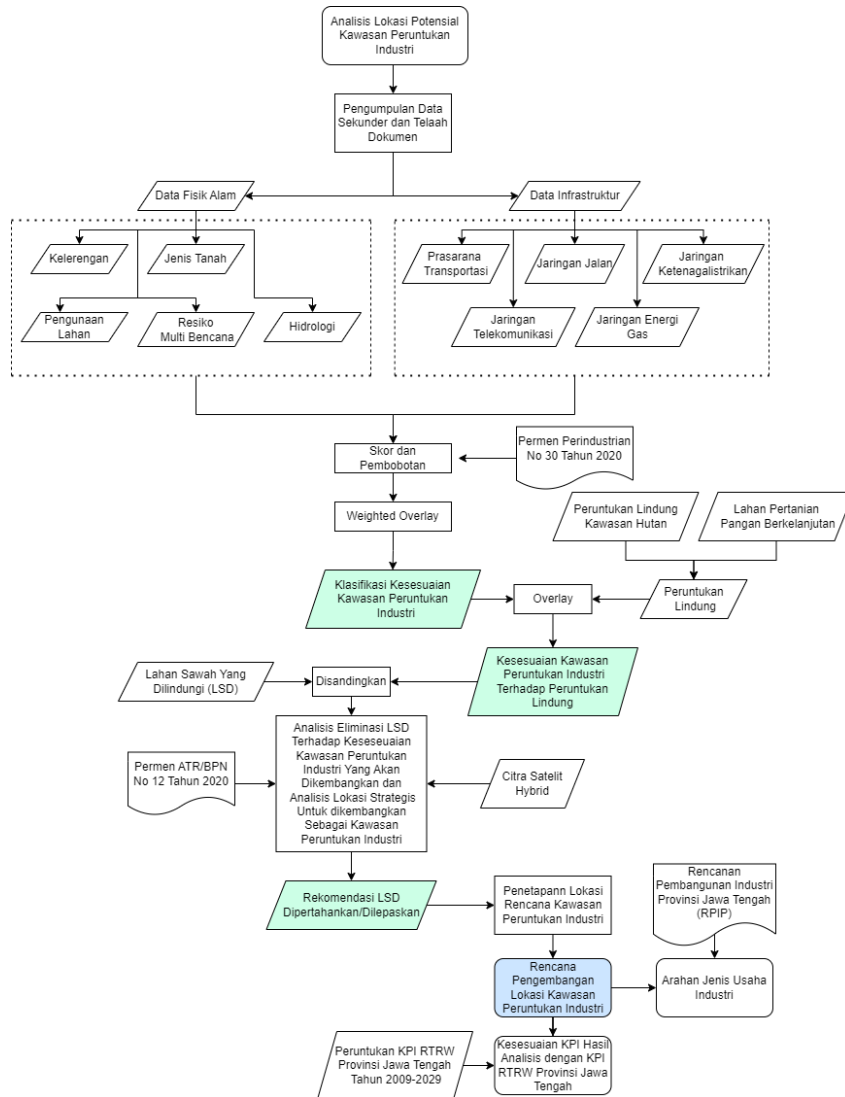 Analisis Lokasi Potensial
Kawasan Peruntukan
Industri
Pengumpulan Data
Sekunder dan Telaah
Dokumen
Data Fisik Alam
Data Infrastruktur
Kelerengan
Jenis Tanah
Prasarana
Transportasi
Jaringan Jalan
Jaringan
Ketenagalistrikan
Pengunaan
Lahan
Resiko
Multi Bencana
Hidrologi
Jaringan
Telekomunikasi
Jaringan Energi
Gas
Skor dan
Pembobotan
Permen Perindustrian
No 30 Tahun 2020
Weighted Overlay
Peruntukan Lindung
Kawasan Hutan
Lahan Pertanian
Pangan Berkelanjutan
Klasifikasi Kesesuaian
Kawasan Peruntukan
Industri
Overlay
Peruntukan
Lindung
Lahan Sawah Yang
Dilindungi (LSD)
Disandingkan
Kesesuaian Kawasan
Peruntukan Industri
Terhadap Peruntukan
Lindung
Analisis Eliminasi LSD
Terhadap Keseseuaian
Kawasan Peruntukan
Industri Yang Akan
Dikembangkan dan
Analisis Lokasi Strategis
Untuk dikembangkan
Sebagai Kawasan
Peruntukan Industri
Permen ATR/BPN
No 12 Tahun 2020
Citra Satelit
Hybrid
Rekomendasi LSD
Dipertahankan/Dilepaskan
Penetapann Lokasi
Rencana Kawasan
Peruntukan Industri
Rencanan
Pembangunan Industri
Provinsi Jawa Tengah
(RPIP)
Rencana
Pengembangan
Lokasi Kawasan
Peruntukan Industri
Arahan Jenis Usaha
Industri
Peruntukan KPI RTRW
Provinsi Jawa Tengah
Tahun 2009-2029
Kesesuaian KPI Hasil
Analisis dengan KPI
RTRW Provinsi Jawa
Tengah